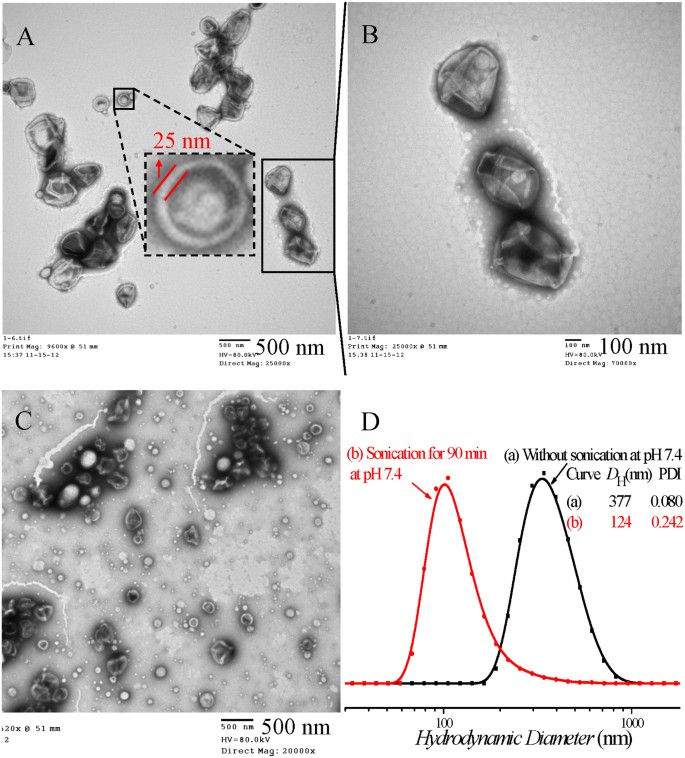 A
25 nm
1-6.tif
Print Mag: 9600x @ 51 mm
15:37 11-15-12
500 nm
HV=80.0kV
Direct Mag: 25000x
500 nm
B
1-7.tif
Print Mag: 25000x @ 51 mm
15:38 11-15-12
100 nm
HV=80.0kV
Direct Mag: 70000x
100 nm
C
520x @ 51 mm
.2
500 nm
HV=80.0kV
Direct Mag: 20000x
500 nm
D
(b) Sonication for 90 min
at pH 7.4
(a) Without sonication at pH 7.4
Curve DH(nm) PDI
(a) 377 0.080
(b) 124 0.242
100 1000
Hydrodynamic Diameter (nm)